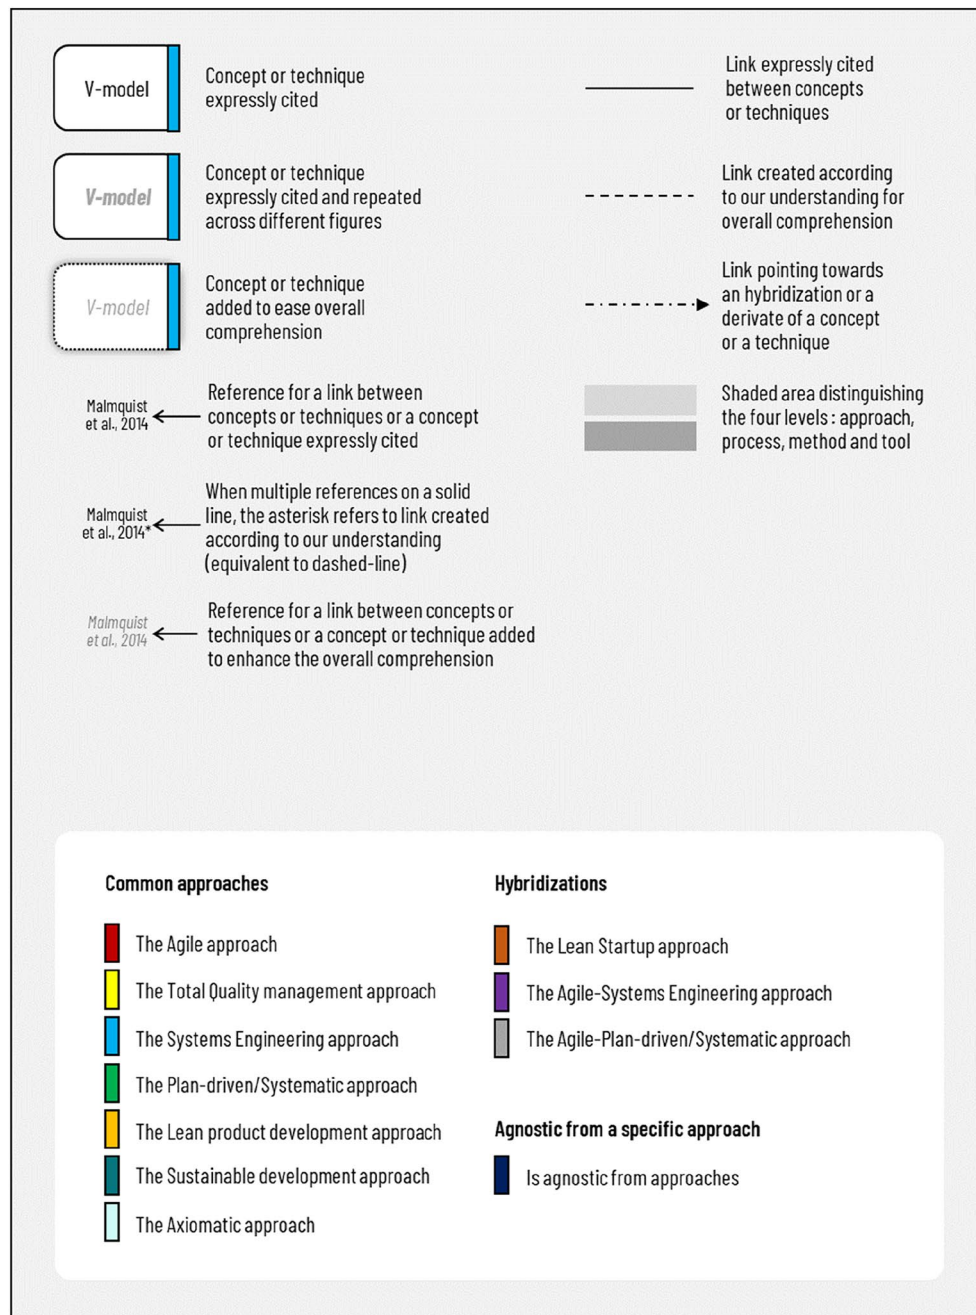 V-model
Concept or technique
expressly cited
V-model
Concept or technique
expressly cited and repeated
across different figures
V-model
Concept or technique
added to ease overall
comprehension
Malmquist
et al., 2014
Reference for a link between
concepts or techniques or a concept
or technique expressly cited
Malmquist
et al., 2014*
When multiple references on a solid
line, the asterisk refers to link created
according to our understanding
(equivalent to dashed-line)
Malmquist
et al., 2014
Reference for a link between concepts or
techniques or a concept or technique added
to enhance the overall comprehension
Link expressly cited
between concepts
or techniques
Link created according
to our understanding for
overall comprehension
Link pointing towards
an hybridization or a
derivate of a concept
or a technique
Shaded area distinguishing
the four levels : approach,
process, method and tool
Common approaches
The Agile approach
The Total Quality management approach
The Systems Engineering approach
The Plan-driven/Systematic approach
The Lean product development approach
The Sustainable development approach
The Axiomatic approach
Hybridizations
The Lean Startup approach
The Agile-Systems Engineering approach
The Agile-Plan-driven/Systematic approach
Agnostic from a specific approach
Is agnostic from approaches